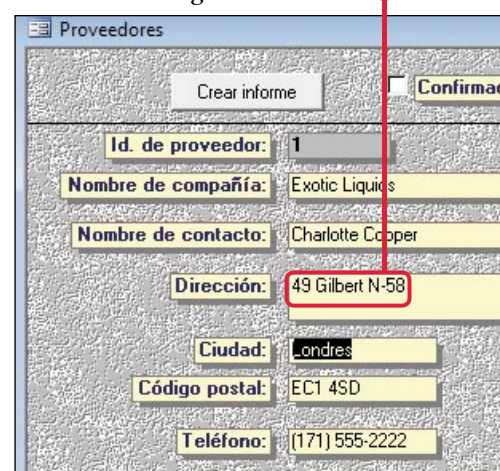 Proveedores
Crear informe
Id. de proveedor: 1
Nombre de compañía: Exotic Liquids
Nombre de contacto: Charlotte Cooper
Dirección: 49 Gilbert N-58
Ciudad: Londres
Código postal: EC1 4SD
Teléfono: (171) 555-2222